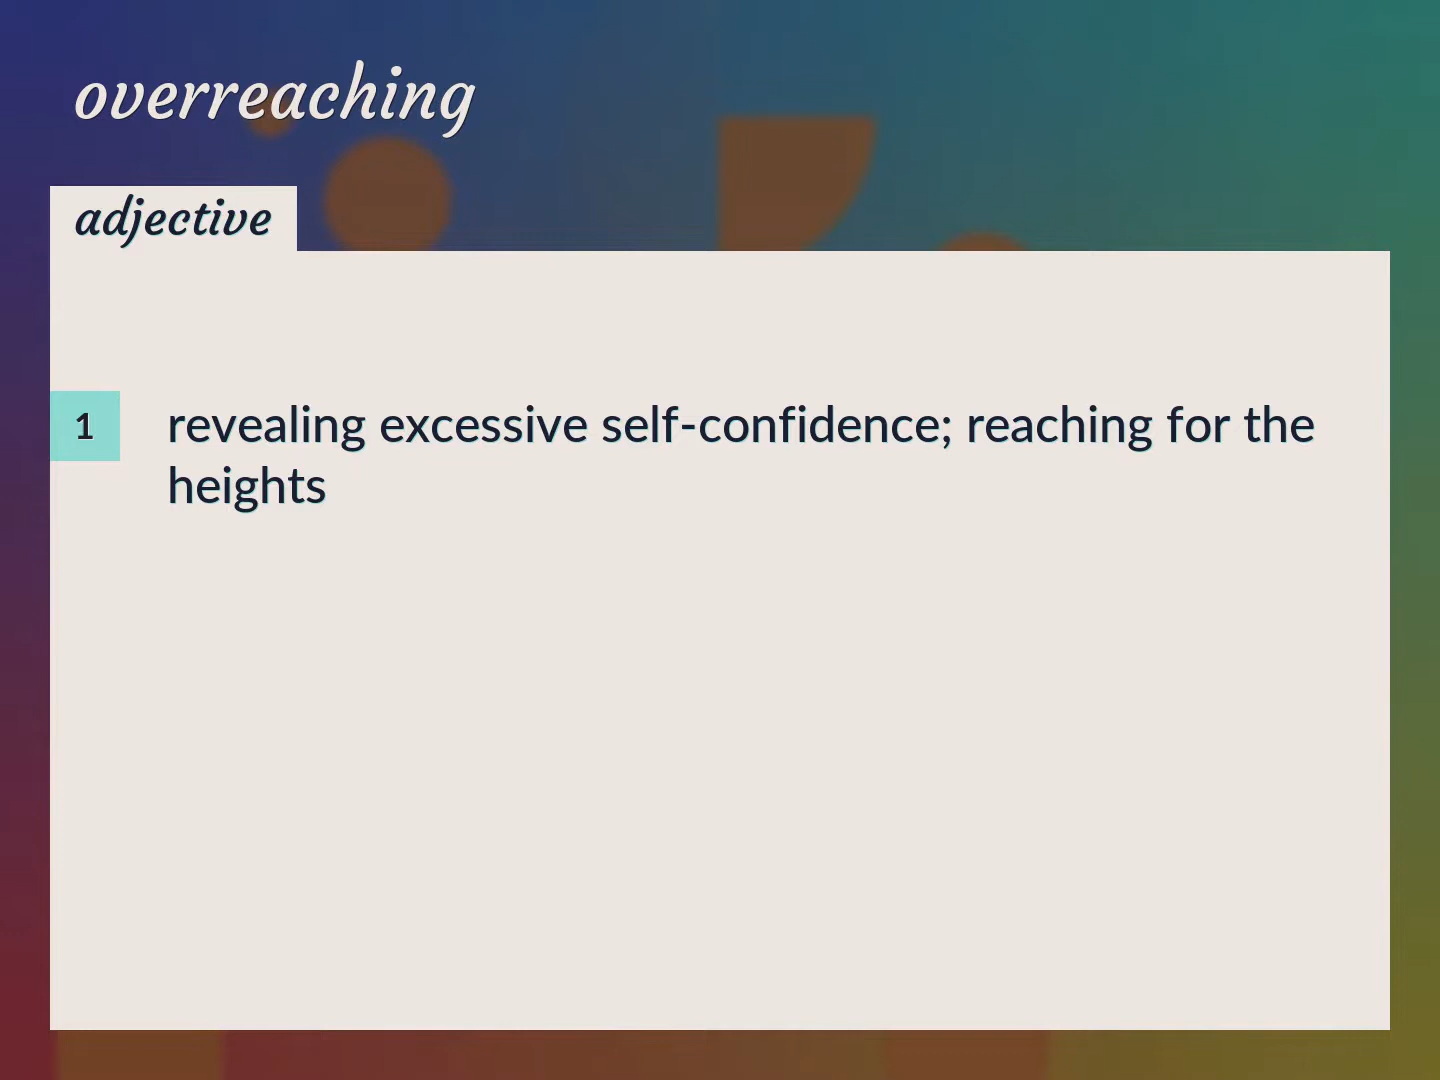 overreaching
adjective
1 revealing excessive self-confidence; reaching for the
heights